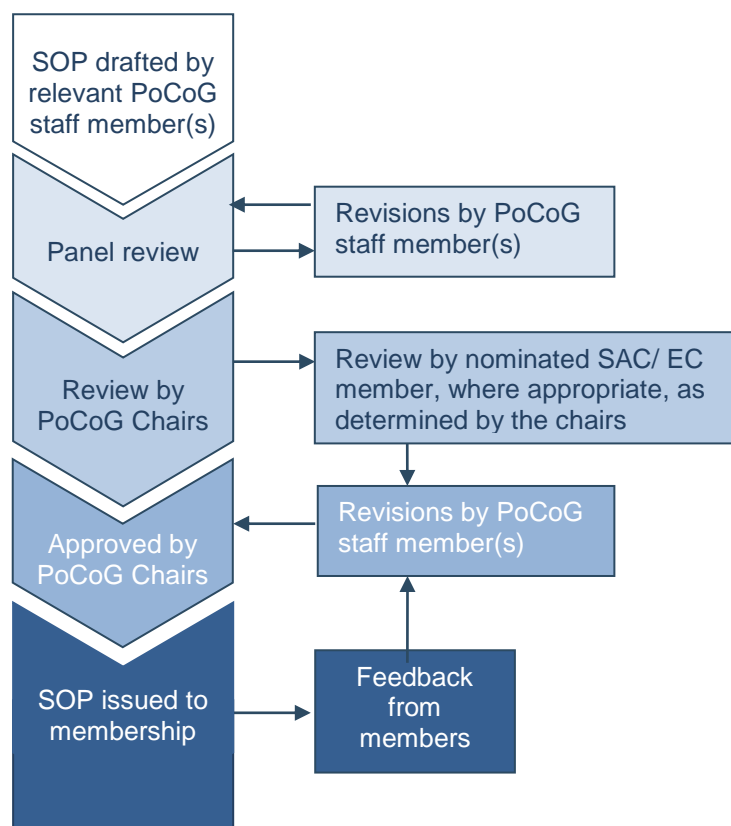 SOP drafted by
relevant PoCoG
staff member(s)
Panel review
Revisions by PoCoG
staff member(s)
Review by
PoCoG Chairs
Review by nominated SAC/ EC
member, where appropriate, as
determined by the chairs
Approved by
PoCoG Chairs
Revisions by PoCoG
staff member(s)
SOP issued to
membership
Feedback
from
members